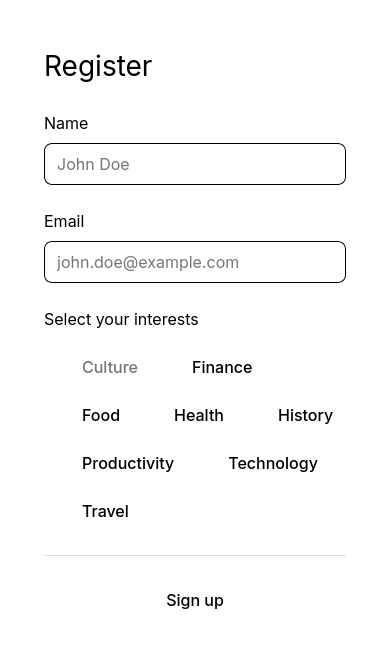 Register
Name
John Doe
Email
john.doe@example.com
Select your interests
Culture Finance
Food Health History
Productivity Technology
Travel
Sign up